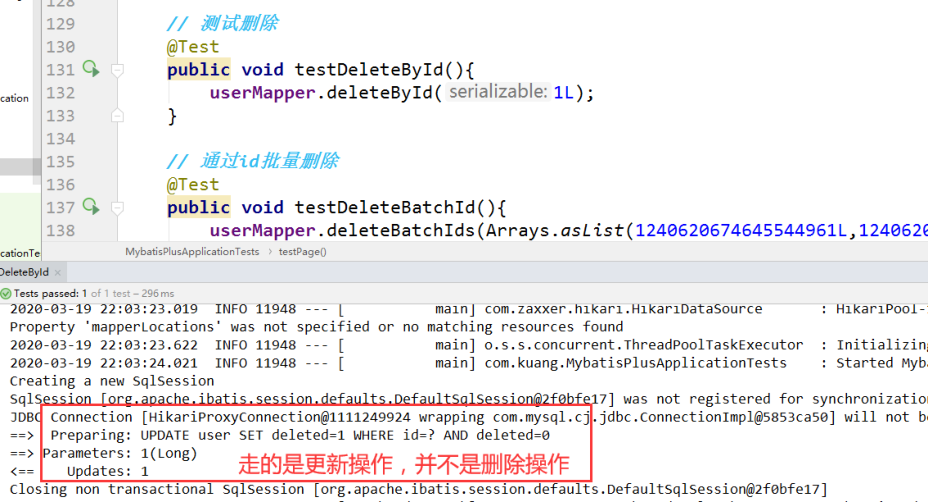 128
129 // 测试删除
130 @Test
131 public void testDeleteById(){
132 userMapper.deleteById( serializable: 1L);
133 }
134
135 // 通过id批量删除
136 @Test
137 public void testDeleteBatchId(){
138 userMapper.deleteBatchIds(Arrays.asList(1240620674645544961L,1240620
cation
cationTe
MybatisPlusApplicationTests › testPage()
DeleteById ×
Tests passed: 1 of 1 test – 296 ms
2020-03-19 22:03:23.019 INFO 11948 --- [ main] com.zaxxer.hikari.HikariDataSource : HikariPool-
Property 'mapperLocations' was not specified or no matching resources found
2020-03-19 22:03:23.622 INFO 11948 --- [ main] o.s.s.concurrent.ThreadPoolTaskExecutor : Initializing
2020-03-19 22:03:24.021 INFO 11948 --- [ main] com.kuang.MybatisPlusApplicationTests : Started Myb
Creating a new SqlSession
SqlSession [org.apache.ibatis.session.defaults.DefaultSqlSession@2f0bfe17] was not registered for synchronization
JDBC Connection [HikariProxyConnection@1111249924 wrapping com.mysql.cj.jdbc.ConnectionImpl@5853ca50] will not be
==> Preparing: UPDATE user SET deleted=1 WHERE id=? AND deleted=0
==> Parameters: 1(Long)
走的是更新操作，并不是删除操作
<== Updates: 1
Closing non transactional SqlSession [org.apache.ibatis.session.defaults.DefaultSqlSession@2f0bfe17]